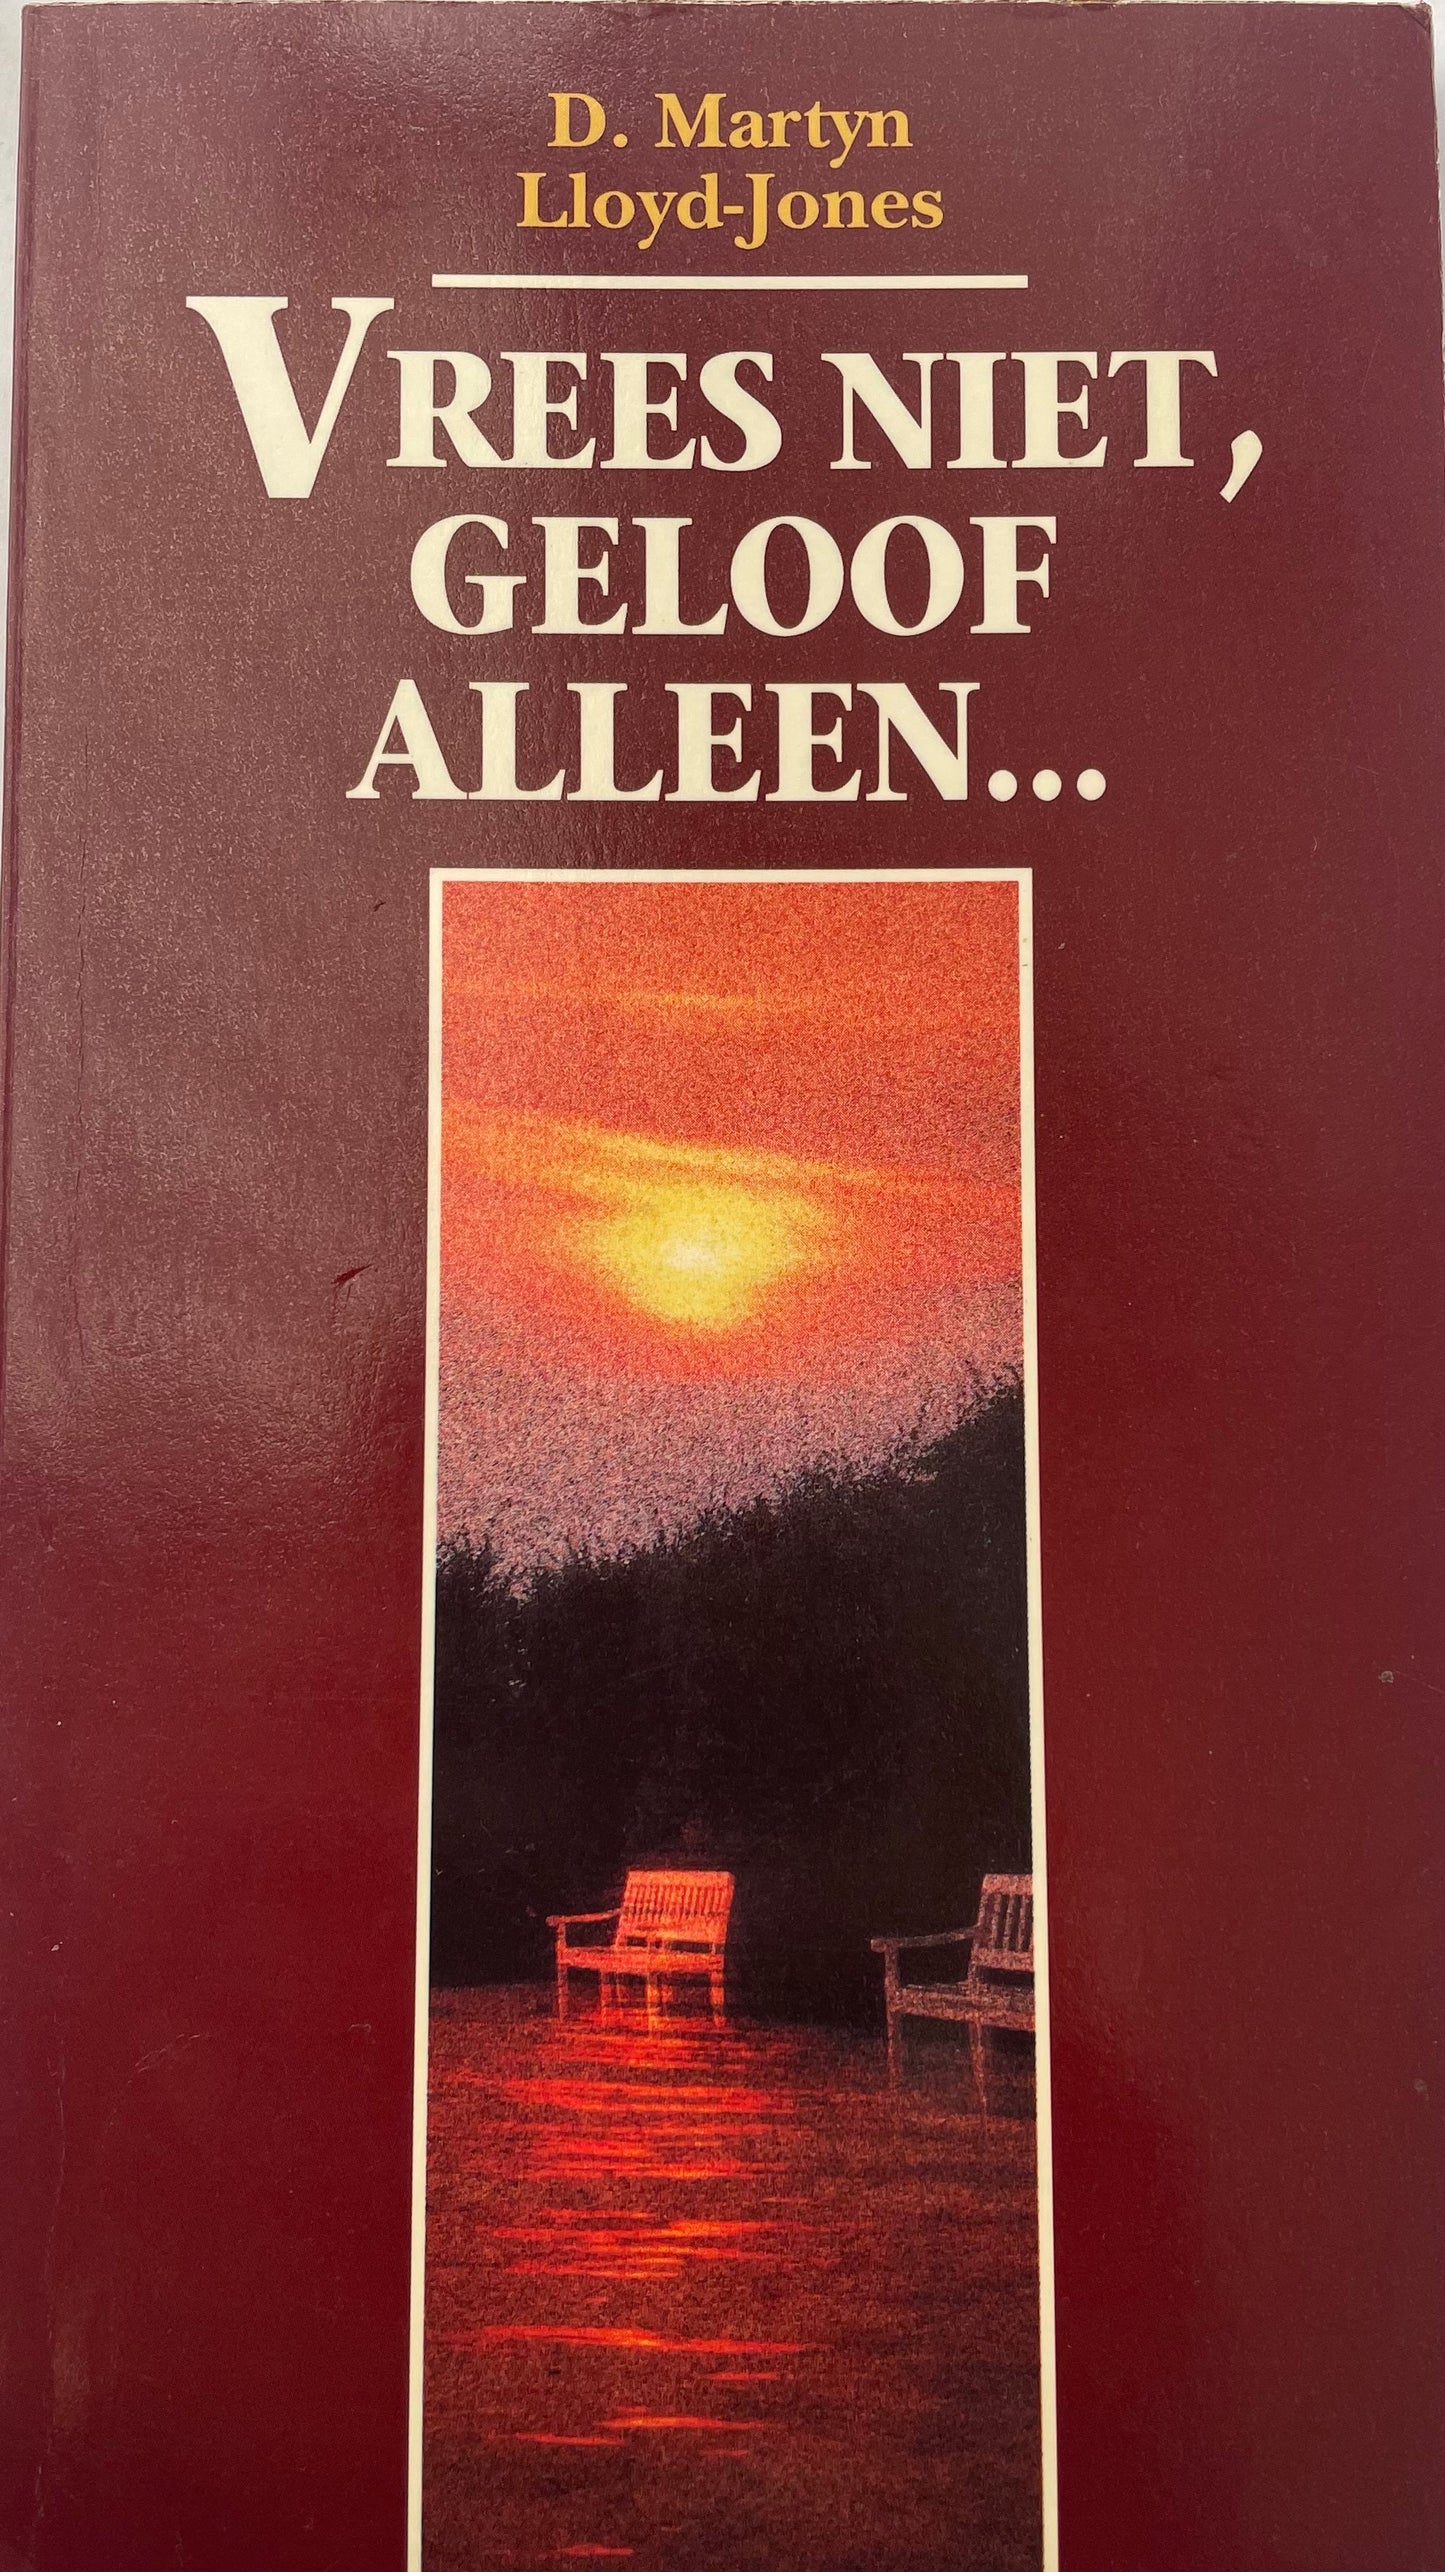 D. Martyn
Lloyd-Jones
VREES NIET,
GELOOF
ALLEEN...